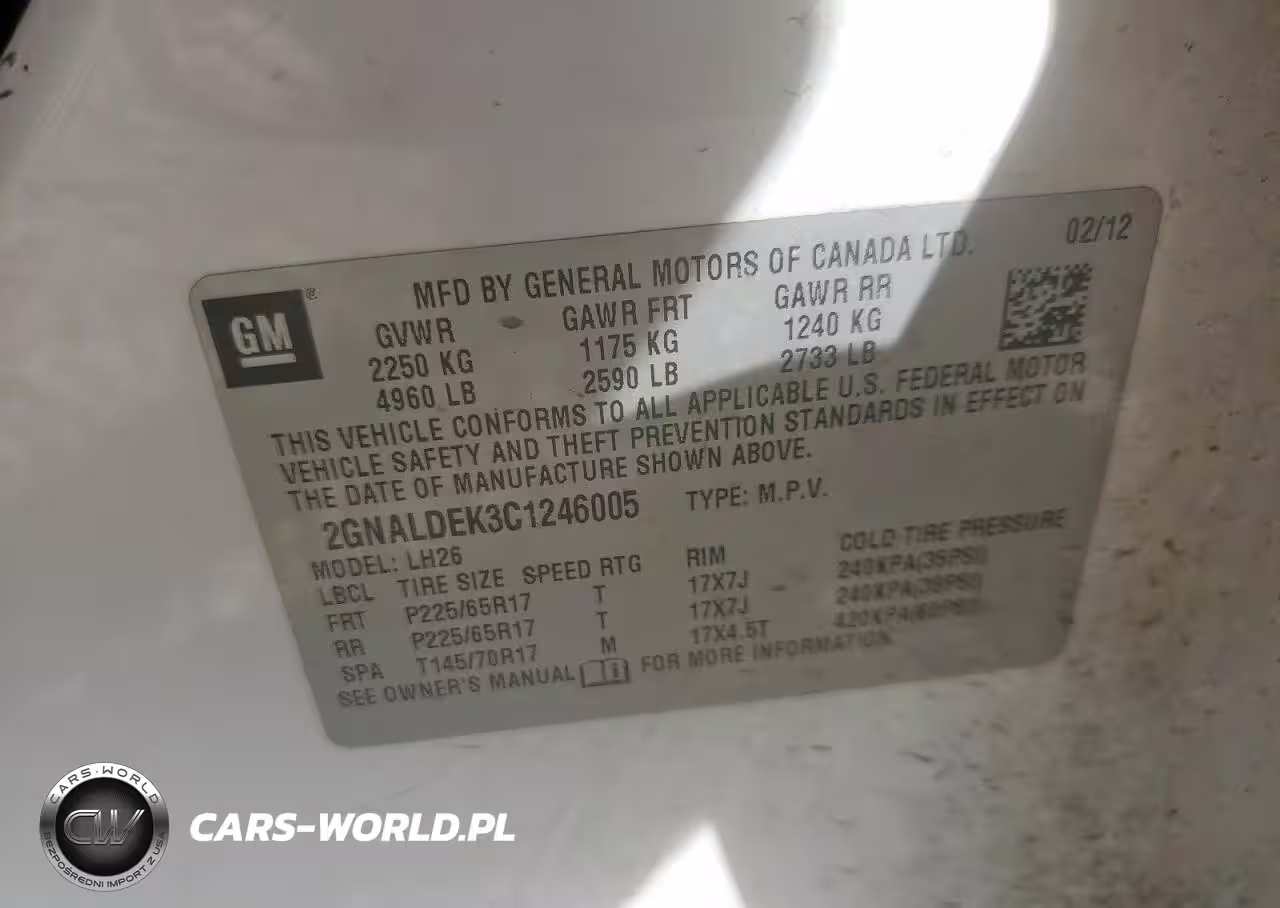 02/12
MFD BY GENERAL MOTORS OF CANADA LTD.
GM ®
GVWR GAWR FRT GAWR RR
2250 KG 1175 KG 1240 KG
4960 LB 2590 LB 2733 LB
THIS VEHICLE CONFORMS TO ALL APPLICABLE U.S. FEDERAL MOTOR
VEHICLE SAFETY AND THEFT PREVENTION STANDARDS IN EFFECT ON
THE DATE OF MANUFACTURE SHOWN ABOVE.
2GNALDEK3C1246005 TYPE: M.P.V.
MODEL: LH26
LBCL TIRE SIZE SPEED RTG RIM COLD TIRE PRESSURE
FRT P225/65R17 T 17X7J 240KPA(35PSI)
RR P225/65R17 T 17X7J 240KPA(35PSI)
SPA T145/70R17 M 17X4.5T 420KPA(60PSI)
SEE OWNER'S MANUAL FOR MORE INFORMATION
CARS-WORLD
CW
BEZPOŚREDNI IMPORT Z USA
CARS-WORLD.PL